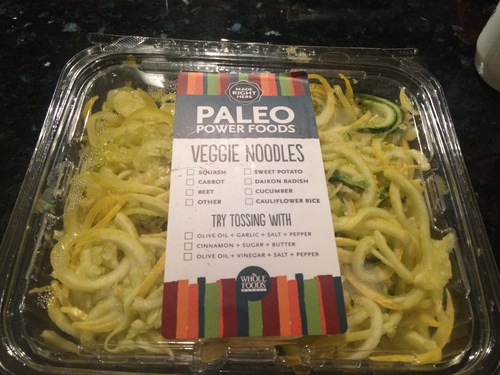 MADE
RIGHT
HERE
PALEO
POWER FOODS
VEGGIE NOODLES
SQUASH SWEET POTATO
CARROT DAIKON RADISH
BEET CUCUMBER
OTHER CAULIFLOWER RICE
TRY TOSSING WITH
OLIVE OIL + GARLIC + SALT + PEPPER
CINNAMON + SUGAR + BUTTER
OLIVE OIL + VINEGAR + SALT + PEPPER
WHOLE
FOODS
MARKET